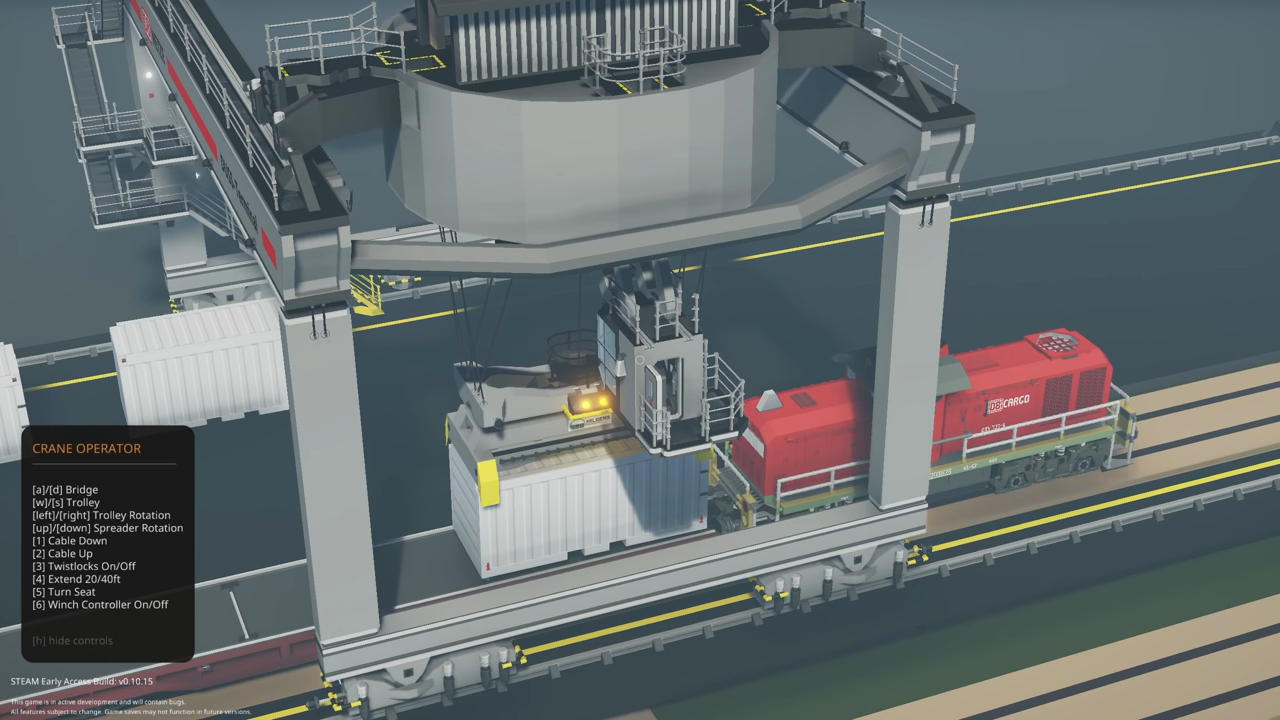 DB CARGO
CRANE OPERATOR
[a]/[d] Bridge
[w]/[s] Trolley
[left]/[right] Trolley Rotation
[up]/[down] Spreader Rotation
[1] Cable Down
[2] Cable Up
[3] Twistlocks On/Off
[4] Extend 20/40ft
[5] Turn Seat
[6] Winch Controller On/Off
[h] hide controls
STEAM Early Access Build: v0.10.15
This game is in active development and will contain bugs.
All features subject to change. Game saves may not function in future versions.